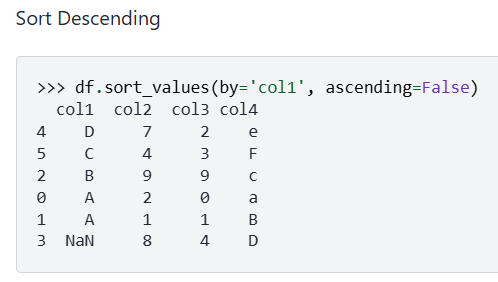 Sort Descending
>>> df.sort_values(by='col1', ascending=False)
  col1  col2  col3 col4
4    D     7     2    e
5    C     4     3    F
2    B     9     9    c
0    A     2     0    a
1    A     1     1    B
3  NaN     8     4    D